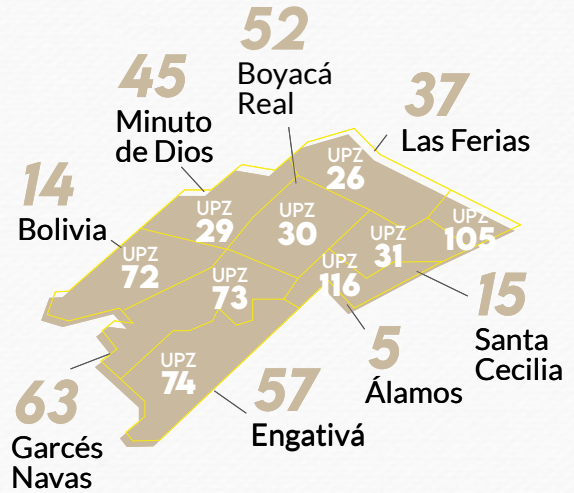 52
Boyacá
Real
45
Minuto
de Dios
37
Las Ferias
14
Bolivia
UPZ
26
UPZ
29
UPZ
30
UPZ
105
UPZ
31
UPZ
72
UPZ
73
UPZ
116
UPZ
74
15
Santa
Cecilia
5
Álamos
57
Engativá
63
Garcés
Navas